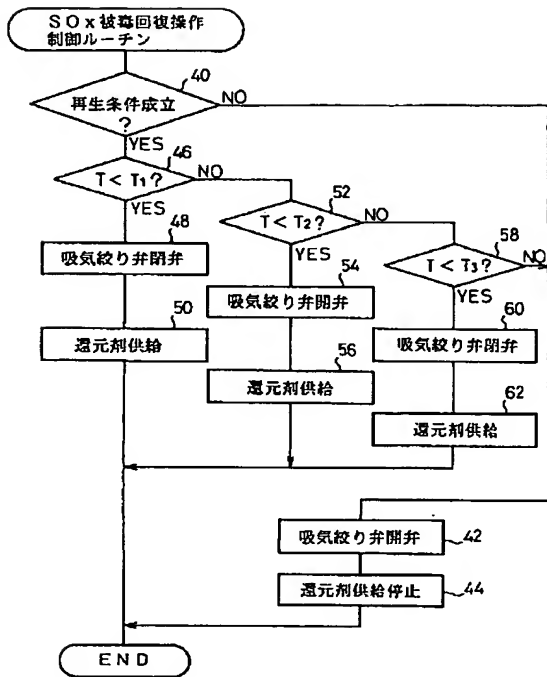 SOx被毒回復操作
制御ルーチン
40
再生条件成立
?
NO
YES
46
T < T1?
NO
YES
52
T < T2?
NO
YES
58
T < T3?
NO
YES
48
吸気絞り弁閉弁
50
還元剤供給
54
吸気絞り弁開弁
56
還元剤供給
60
吸気絞り弁閉弁
62
還元剤供給
吸気絞り弁開弁
42
還元剤供給停止
44
END